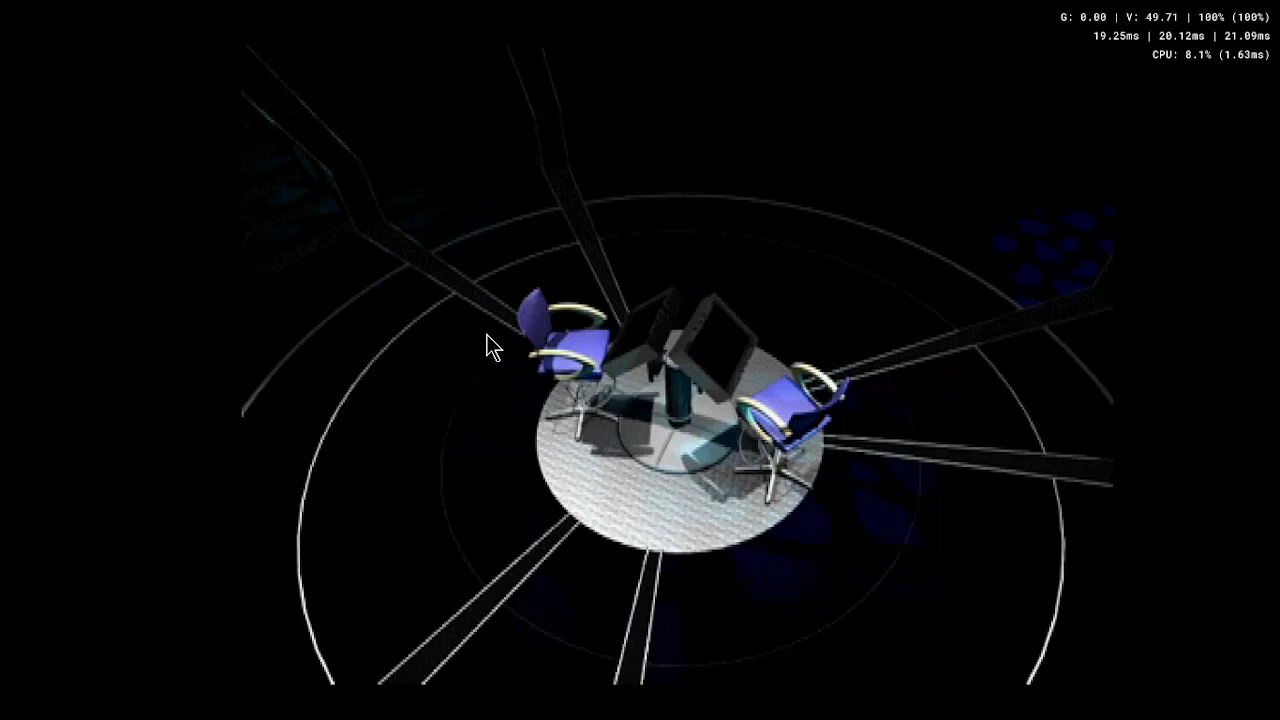 G: 0.00 | V: 49.71 | 100% (100%)
19.25ms | 20.12ms | 21.09ms
CPU: 8.1% (1.63ms)